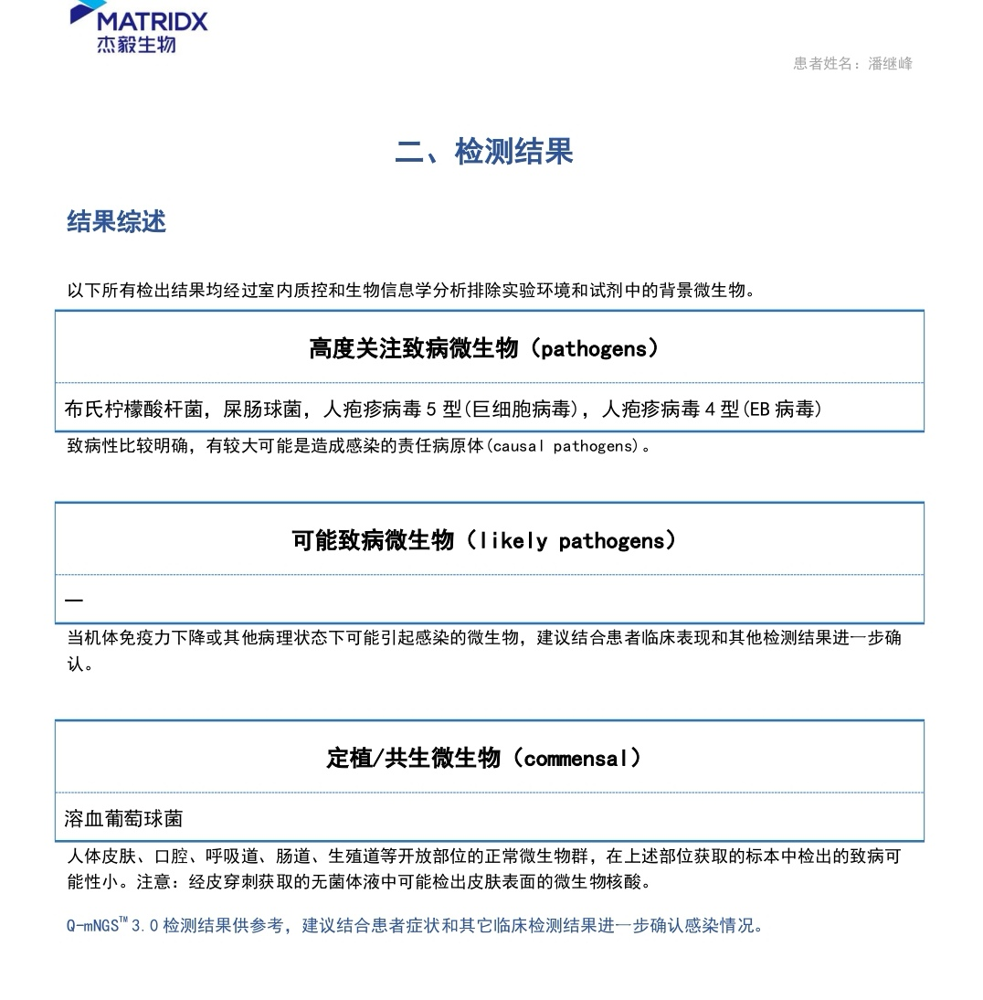 MATRIDX
杰毅生物
患者姓名：潘继峰
二、检测结果
结果综述
以下所有检出结果均经过室内质控和生物信息学分析排除实验环境和试剂中的背景微生物。
高度关注致病微生物（pathogens）
布氏柠檬酸杆菌，屎肠球菌，人疱疹病毒5型(巨细胞病毒)，人疱疹病毒4型(EB病毒)
致病性比较明确，有较大可能是造成感染的责任病原体(causal pathogens)。
可能致病微生物（likely pathogens）
—
当机体免疫力下降或其他病理状态下可能引起感染的微生物，建议结合患者临床表现和其他检测结果进一步确
认。
定植/共生微生物（commensal）
溶血葡萄球菌
人体皮肤、口腔、呼吸道、肠道、生殖道等开放部位的正常微生物群，在上述部位获取的标本中检出的致病可
能性小。注意：经皮穿刺获取的无菌体液中可能检出皮肤表面的微生物核酸。
Q-mNGS™3.0检测结果供参考，建议结合患者症状和其它临床检测结果进一步确认感染情况。